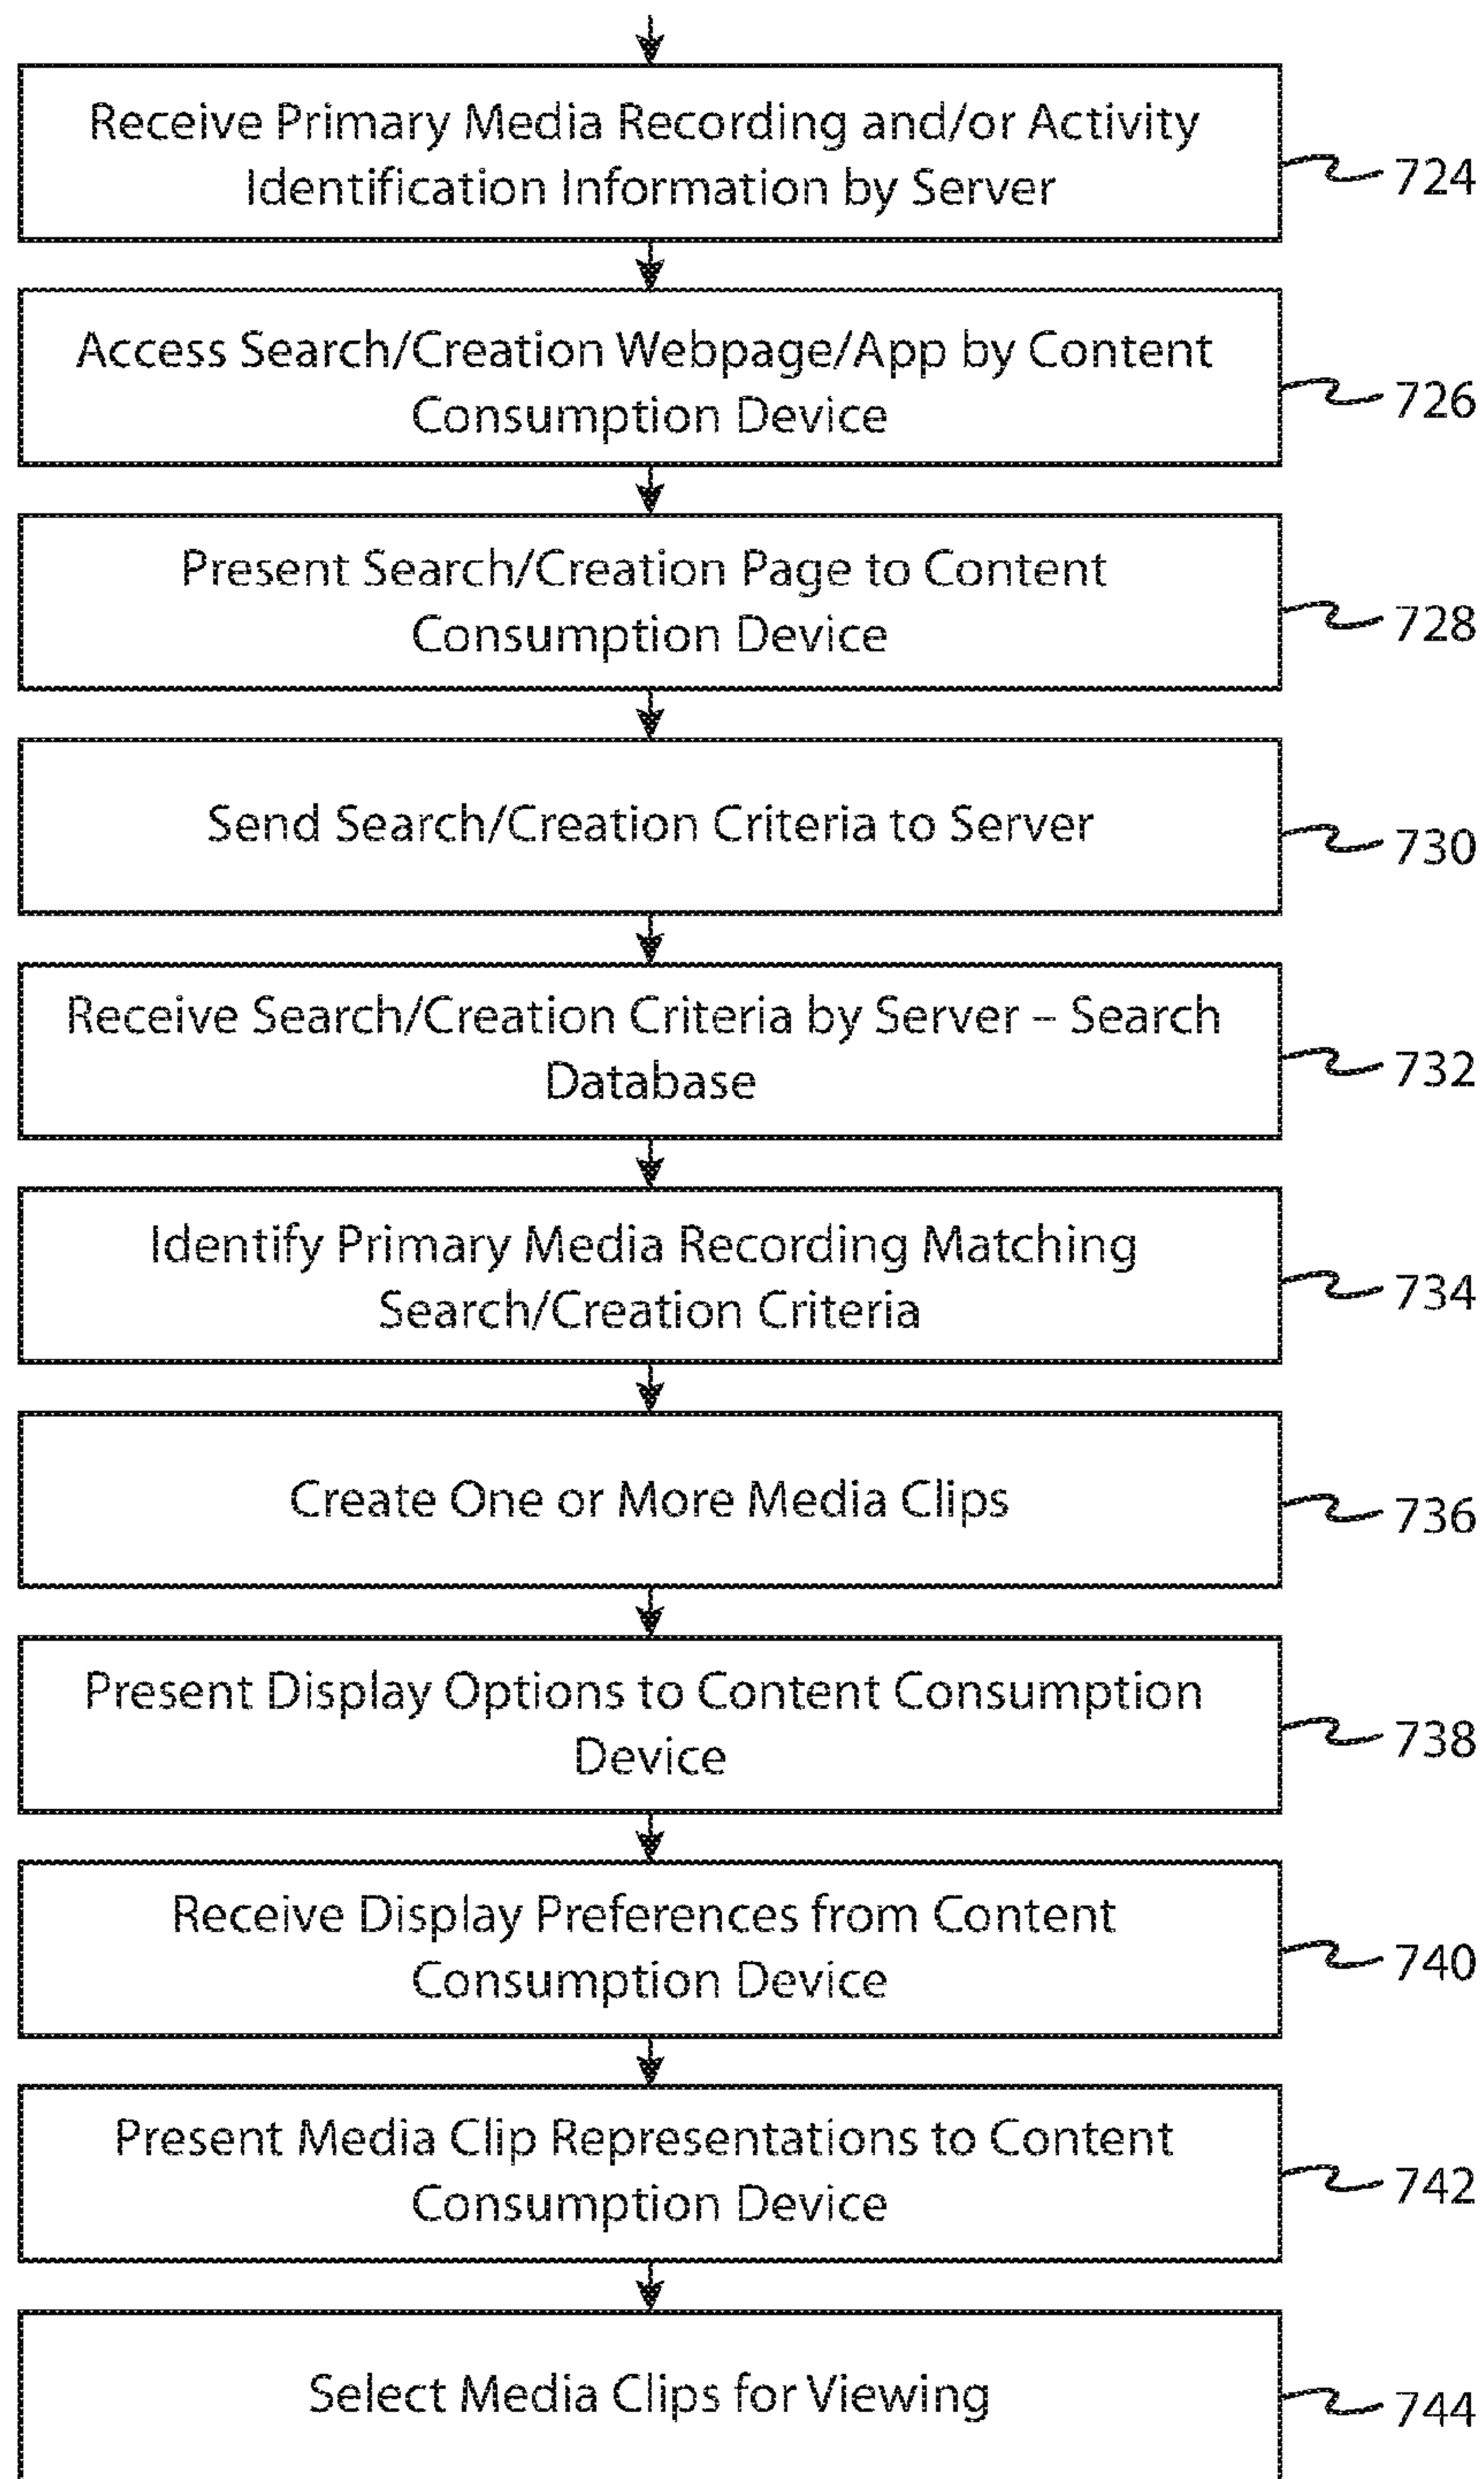 Receive Primary Media Recording and/or Activity
Identification Information by Server
724
Access Search/Creation Webpage/App by Content
Consumption Device
726
Present Search/Creation Page to Content
Consumption Device
728
Send Search/Creation Criteria to Server
730
Receive Search/Creation Criteria by Server – Search
Database
732
Identify Primary Media Recording Matching
Search/Creation Criteria
734
Create One or More Media Clips
736
Present Display Options to Content Consumption
Device
738
Receive Display Preferences from Content
Consumption Device
740
Present Media Clip Representations to Content
Consumption Device
742
Select Media Clips for Viewing
744